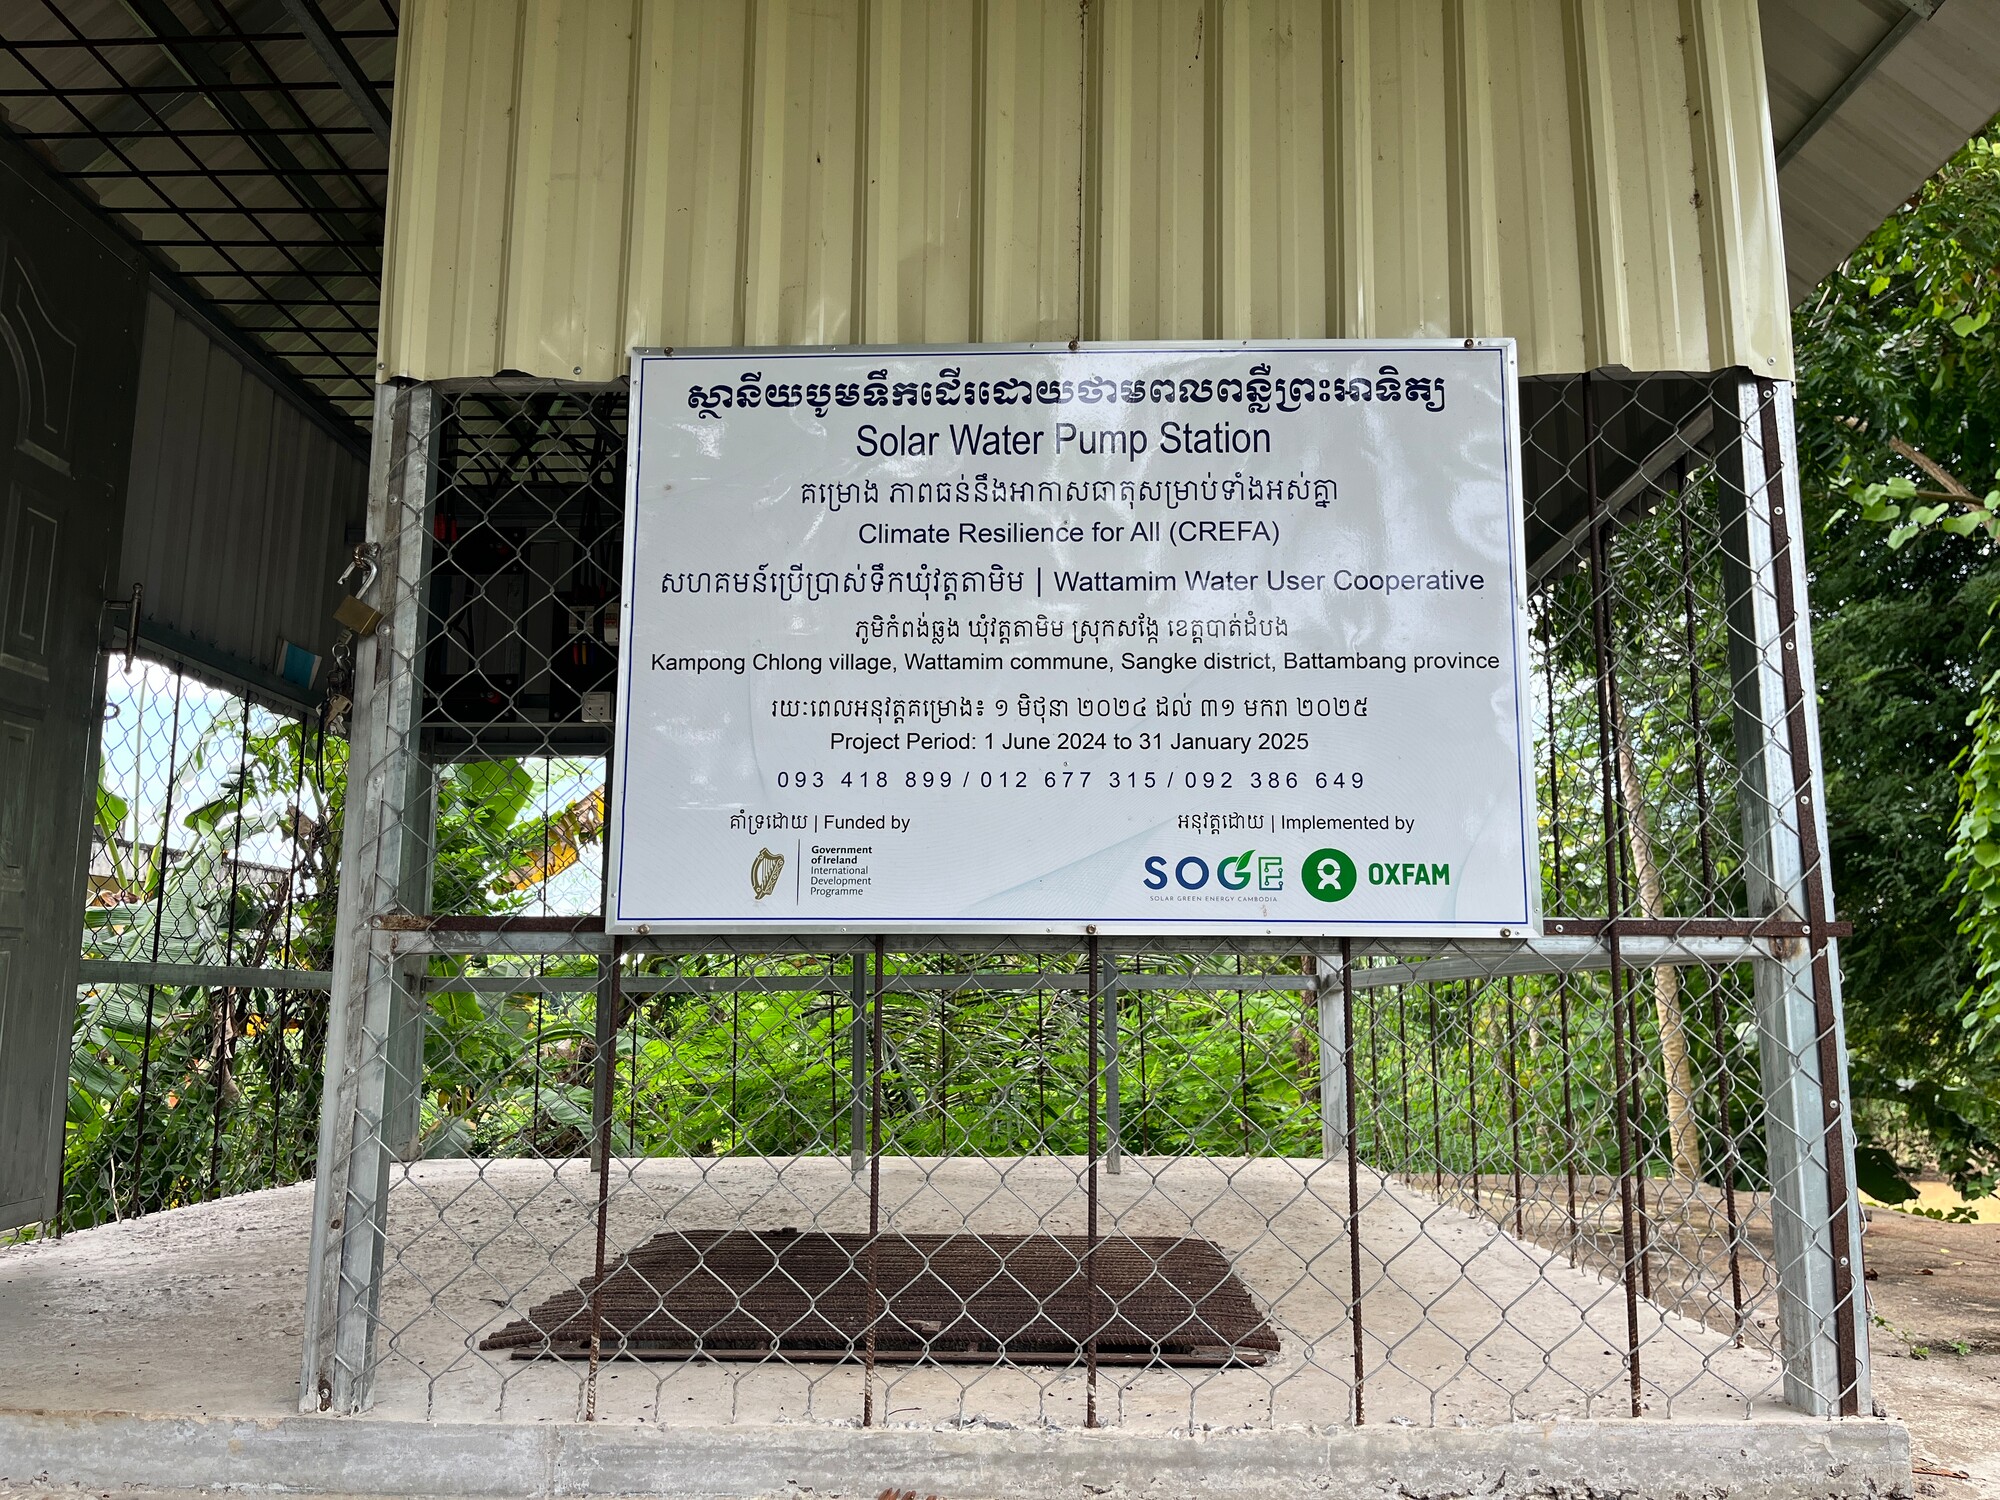 ស្ថានីយបូមទឹកដើរដោយថាមពលពន្លឺព្រះអាទិត្យ
Solar Water Pump Station
គម្រោង ភាពធន់នឹងអាកាសធាតុសម្រាប់ទាំងអស់គ្នា
Climate Resilience for All (CREFA)
សហគមន៍ប្រើប្រាស់ទឹកឃុំវត្តតាមិម | Wattamim Water User Cooperative
ភូមិកំពង់ឆ្លង ឃុំវត្តតាមិម ស្រុកសង្កែ ខេត្តបាត់ដំបង
Kampong Chlong village, Wattamim commune, Sangke district, Battambang province
រយៈពេលអនុវត្តគម្រោង៖ ១ មិថុនា ២០២៤ ដល់ ៣១ មករា ២០២៥
Project Period: 1 June 2024 to 31 January 2025
093 418 899 / 012 677 315 / 092 386 649
គាំទ្រដោយ | Funded by
Government
of Ireland
International
Development
Programme
អនុវត្តដោយ | Implemented by
SOGE
SOLAR GREEN ENERGY CAMBODIA
OXFAM